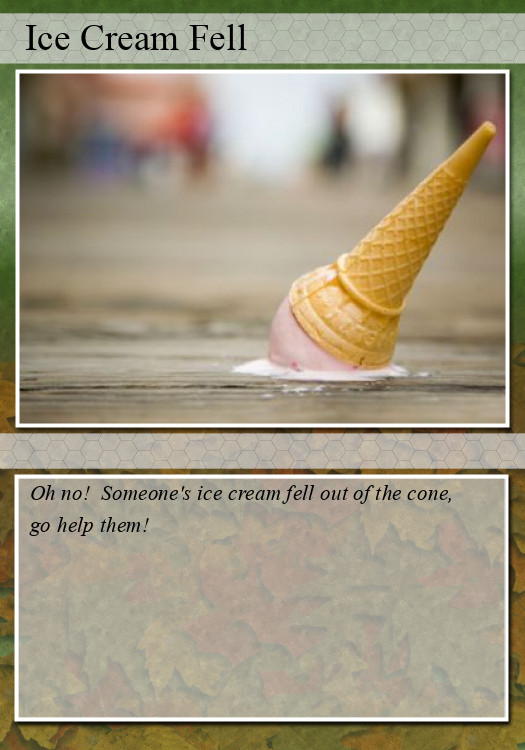 Ice Cream Fell
Oh no!  Someone's ice cream fell out of the cone,
go help them!